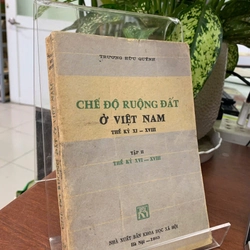 TRƯƠNG HỮU QUÝNH
CHẾ ĐỘ RUỘNG ĐẤT
Ở VIỆT NAM
THẾ KỶ XI – XVIII
TẬP II
THẾ KỶ XVI – XVIII
NHÀ XUẤT BẢN KHOA HỌC XÃ HỘI